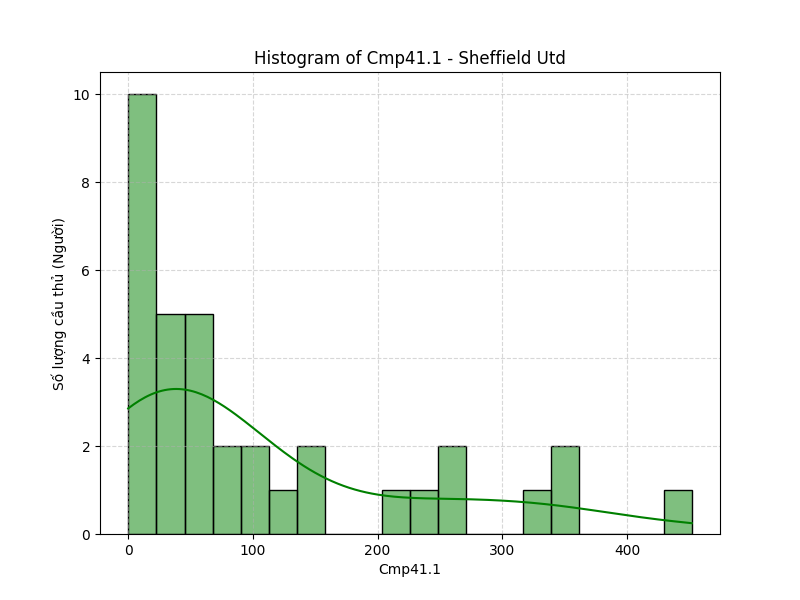 Histogram of Cmp41.1 - Sheffield Utd
Số lượng cầu thủ (Người)
10
8
6
4
2
0
0 100 200 300 400
Cmp41.1